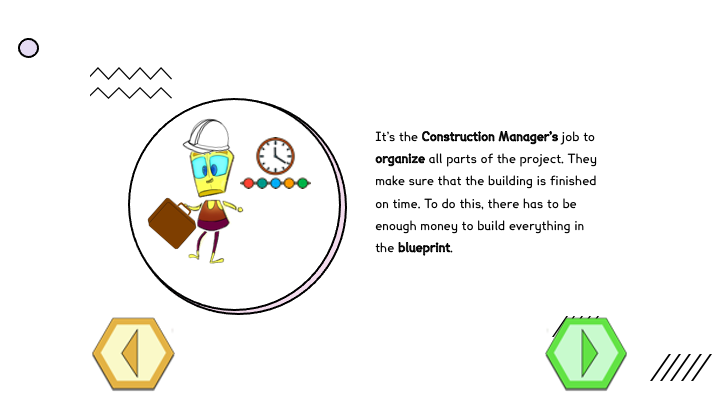 It's the Construction Manager's job to
organize all parts of the project. They
make sure that the building is finished
on time. To do this, there has to be
enough money to build everything in
the blueprint.